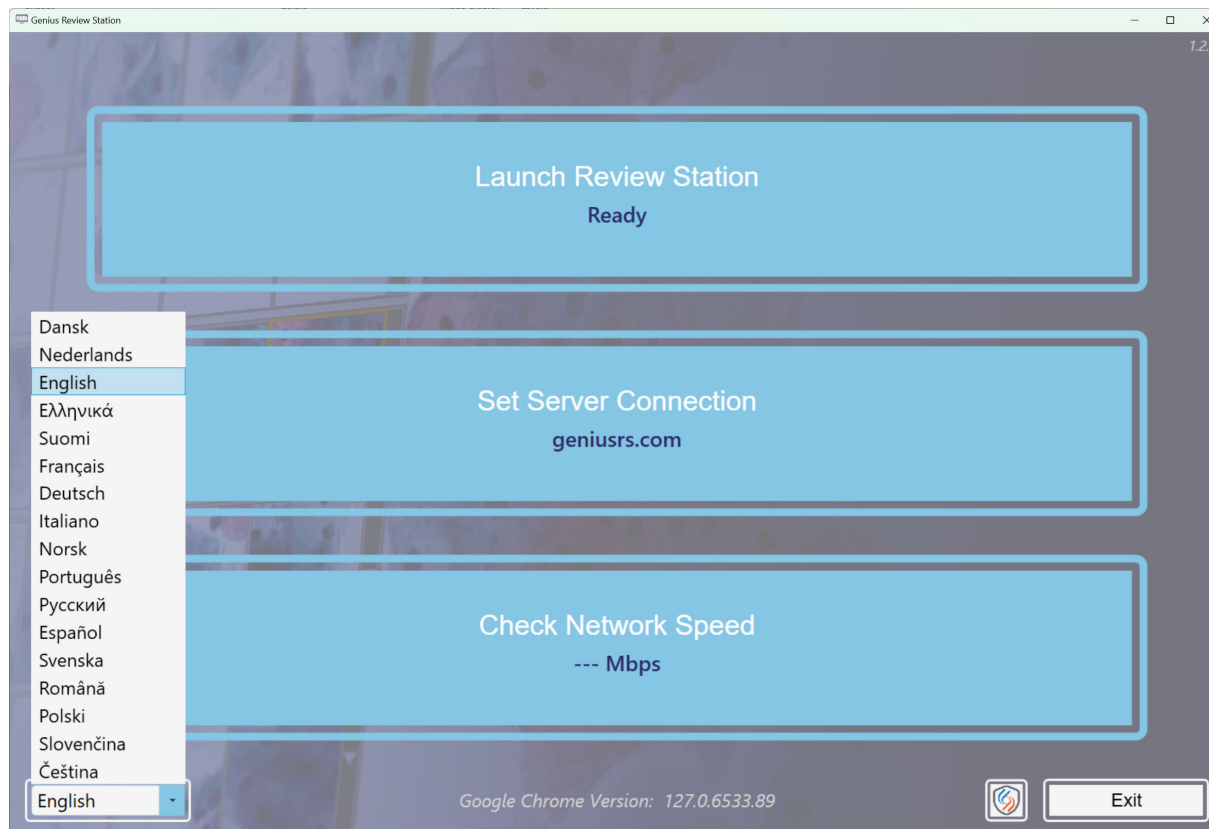 Genius Review Station
1.2.
Launch Review Station
Ready
Set Server Connection
geniusrs.com
Check Network Speed
--- Mbps
Dansk
Nederlands
English
Ελληνικά
Suomi
Français
Deutsch
Italiano
Norsk
Português
Русский
Español
Svenska
Română
Polski
Slovenčina
Čeština
English
Google Chrome Version: 127.0.6533.89
Exit